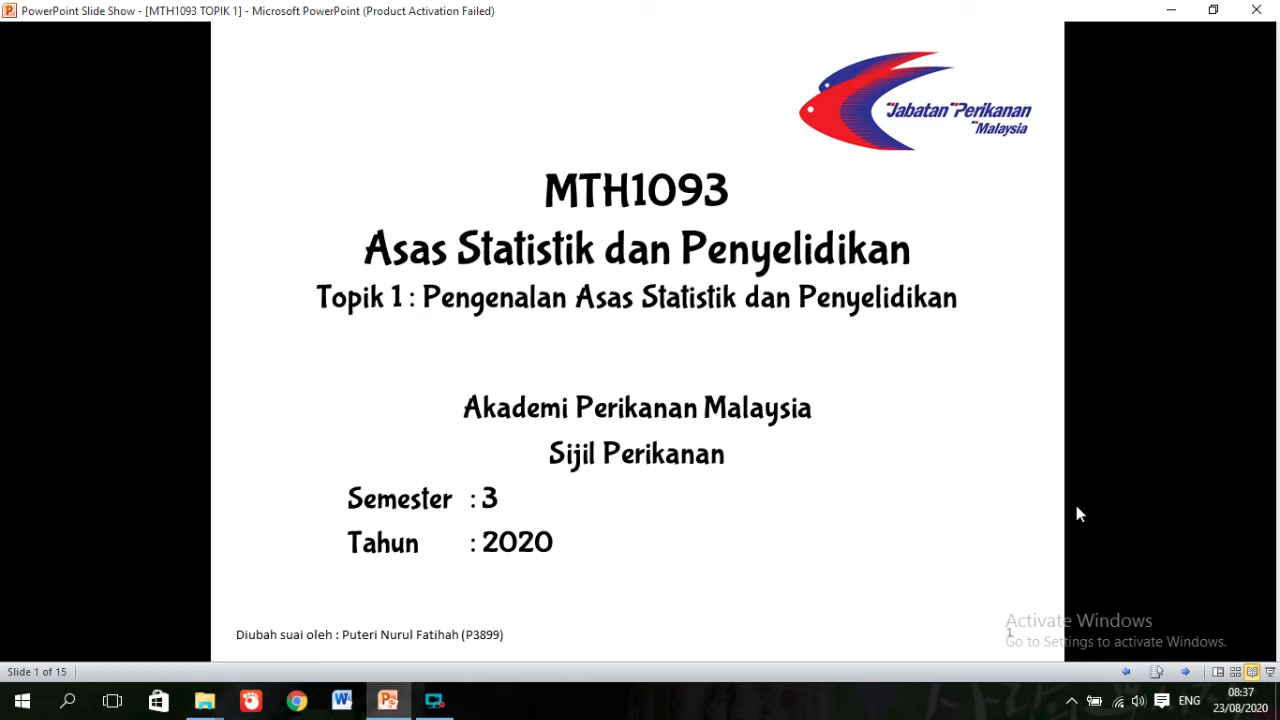 PowerPoint Slide Show - [MTH1093 TOPIK 1] - Microsoft PowerPoint (Product Activation Failed)
Jabatan Perikanan
Malaysia
MTH1093
Asas Statistik dan Penyelidikan
Topik 1 : Pengenalan Asas Statistik dan Penyelidikan
Akademi Perikanan Malaysia
Sijil Perikanan
Semester : 3
Tahun : 2020
Diubah suai oleh : Puteri Nurul Fatihah (P3899)
1
Activate Windows
Go to Settings to activate Windows.
Slide 1 of 15
ENG
08:37
23/08/2020